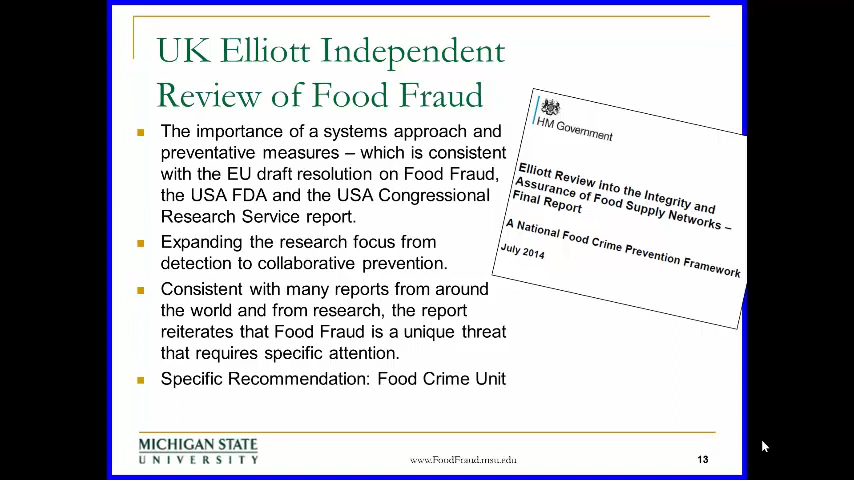 UK Elliott Independent
Review of Food Fraud
The importance of a systems approach and
preventative measures – which is consistent
with the EU draft resolution on Food Fraud,
the USA FDA and the USA Congressional
Research Service report.
Expanding the research focus from
detection to collaborative prevention.
Consistent with many reports from around
the world and from research, the report
reiterates that Food Fraud is a unique threat
that requires specific attention.
Specific Recommendation: Food Crime Unit
HM Government
Elliott Review into the Integrity and
Assurance of Food Supply Networks –
Final Report
A National Food Crime Prevention Framework
July 2014
MICHIGAN STATE
UNIVERSITY
www.FoodFraud.msu.edu
13